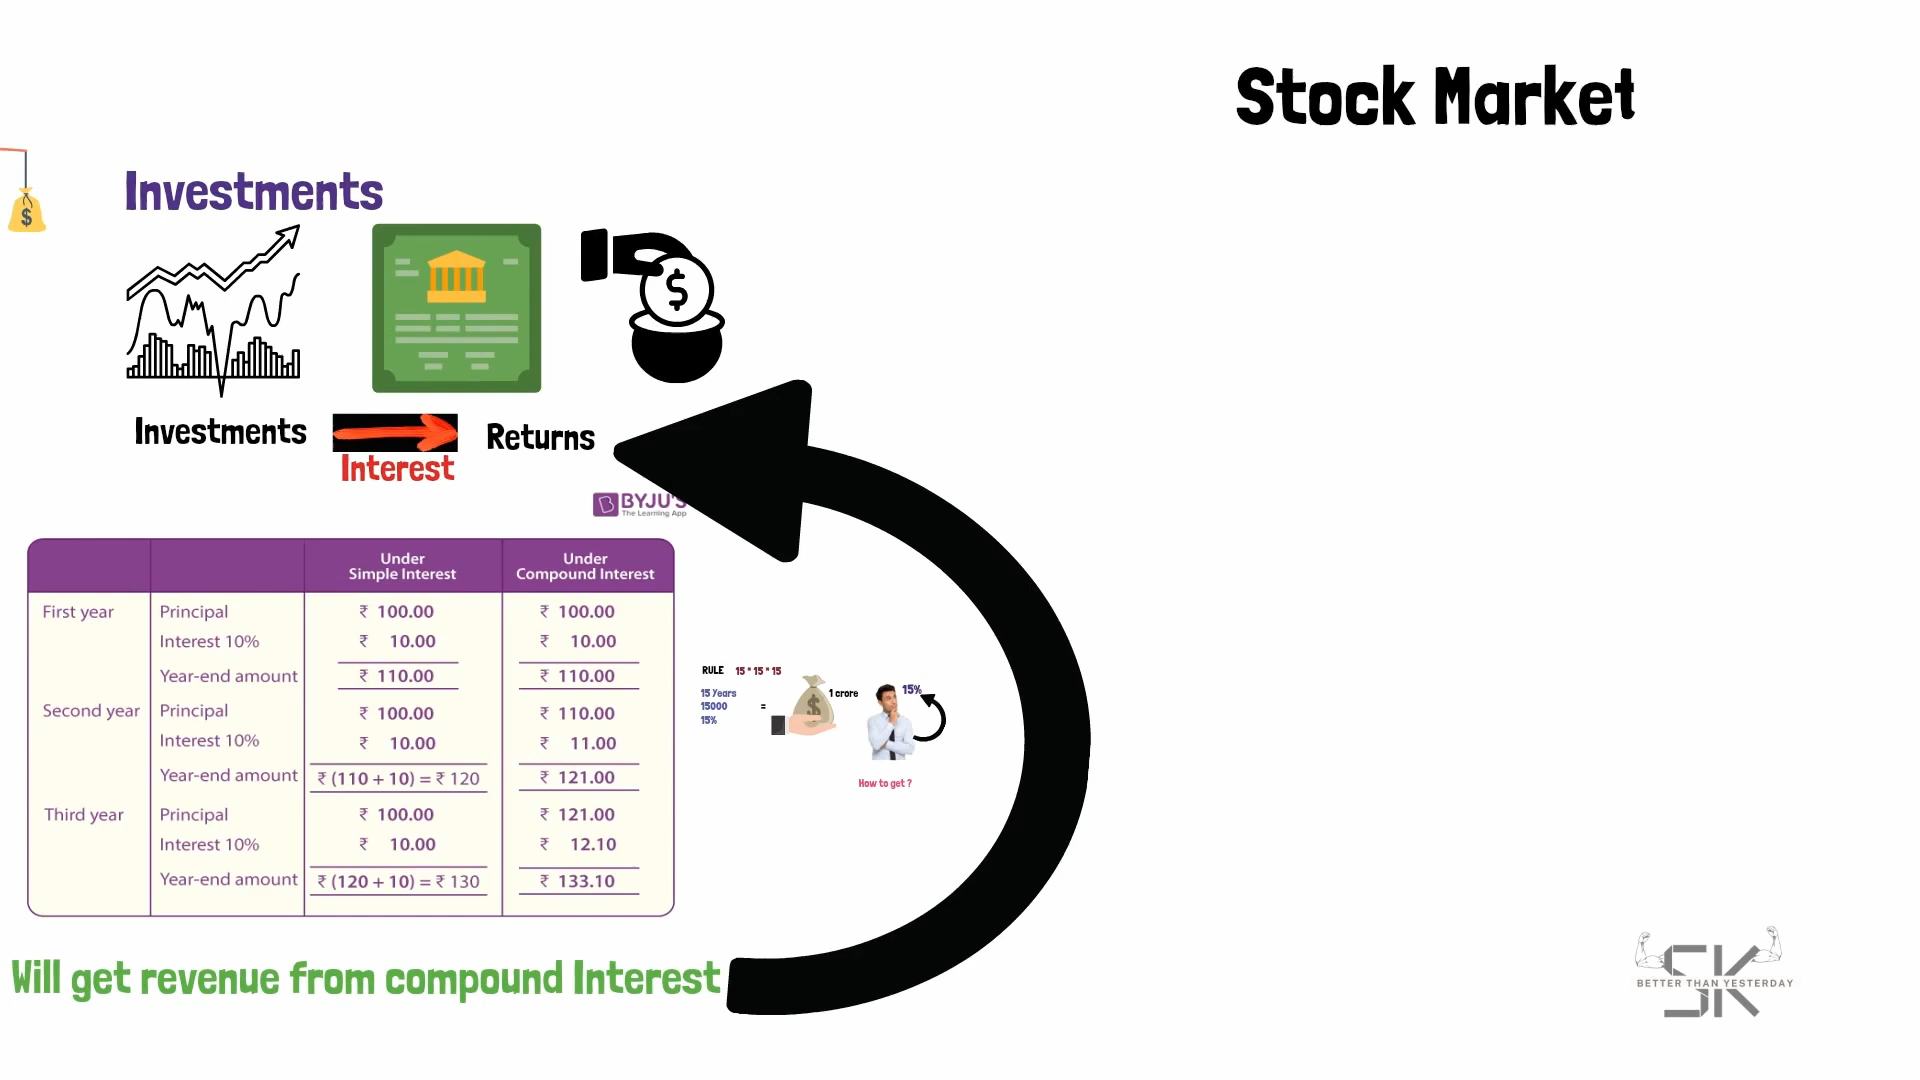 Stock Market
Investments
$
$
Investments
Returns
Interest
BYJU'S
The Learning App
Under Simple Interest
Under Compound Interest
First year Principal ₹ 100.00 ₹ 100.00
Interest 10% ₹ 10.00 ₹ 10.00
Year-end amount ₹ 110.00 ₹ 110.00
Second year Principal ₹ 100.00 ₹ 110.00
Interest 10% ₹ 10.00 ₹ 11.00
Year-end amount ₹ (110 + 10) = ₹ 120 ₹ 121.00
Third year Principal ₹ 100.00 ₹ 121.00
Interest 10% ₹ 10.00 ₹ 12.10
Year-end amount ₹ (120 + 10) = ₹ 130 ₹ 133.10
RULE 15 * 15 * 15
15 Years
15000 =
15%
$
1 crore
15%
How to get ?
Will get revenue from compound Interest
SK
BETTER THAN YESTERDAY